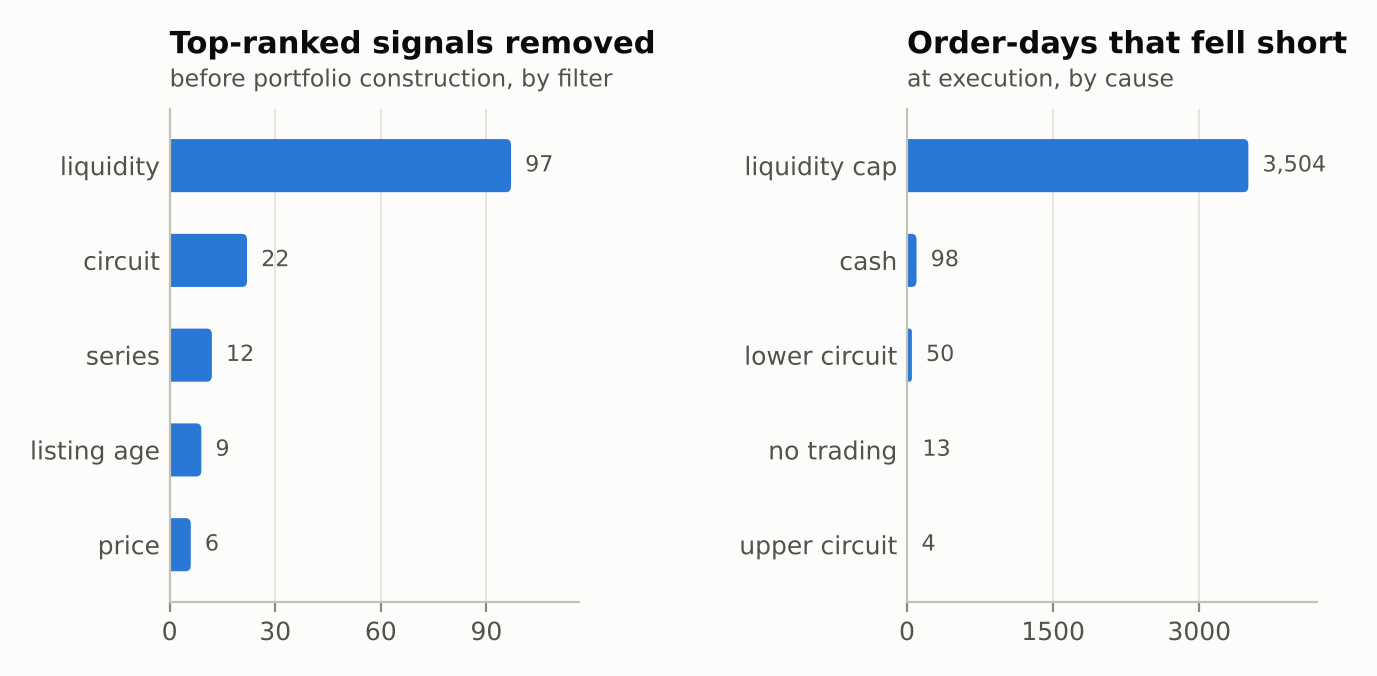 Top-ranked signals removed
before portfolio construction, by filter
liquidity 97
circuit 22
series 12
listing age 9
price 6
0 30 60 90
Order-days that fell short
at execution, by cause
liquidity cap 3,504
cash 98
lower circuit 50
no trading 13
upper circuit 4
0 1500 3000